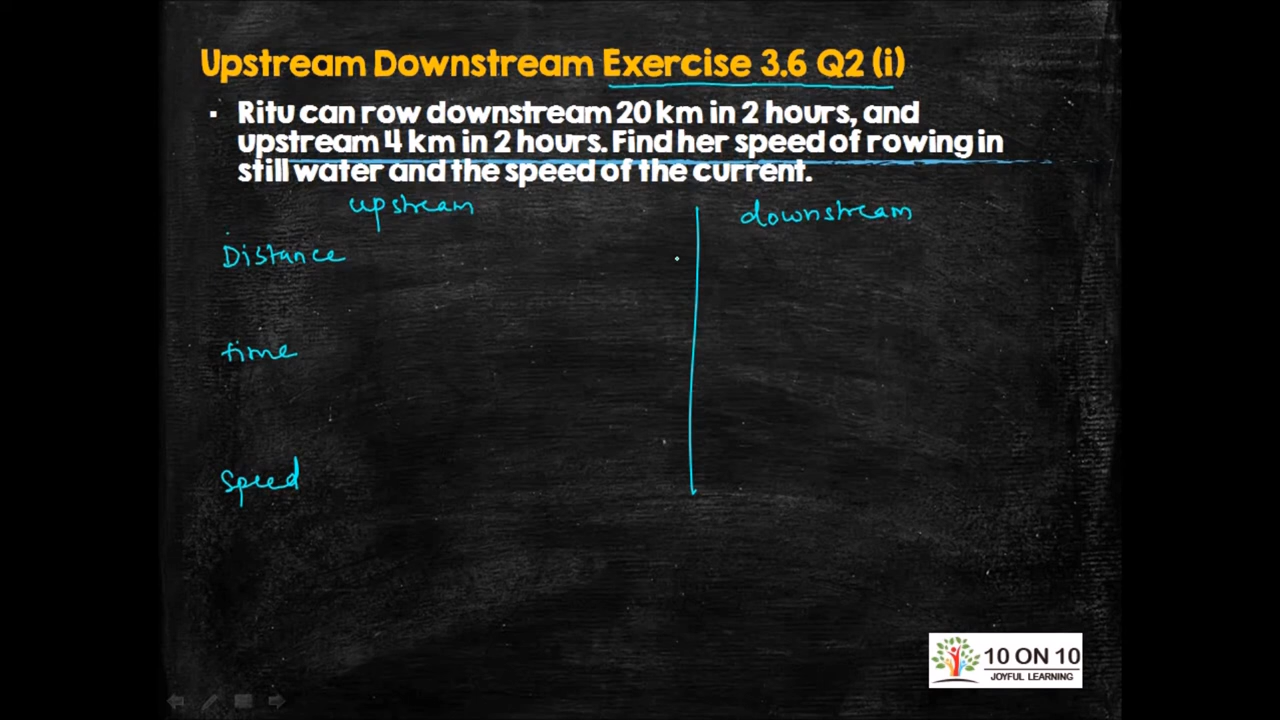 Upstream Downstream Exercise 3.6 Q2 (i)
▪ Ritu can row downstream 20 km in 2 hours, and
upstream 4 km in 2 hours. Find her speed of rowing in
still water and the speed of the current.
upstream downstream
Distance
time
Speed
10 ON 10
JOYFUL LEARNING